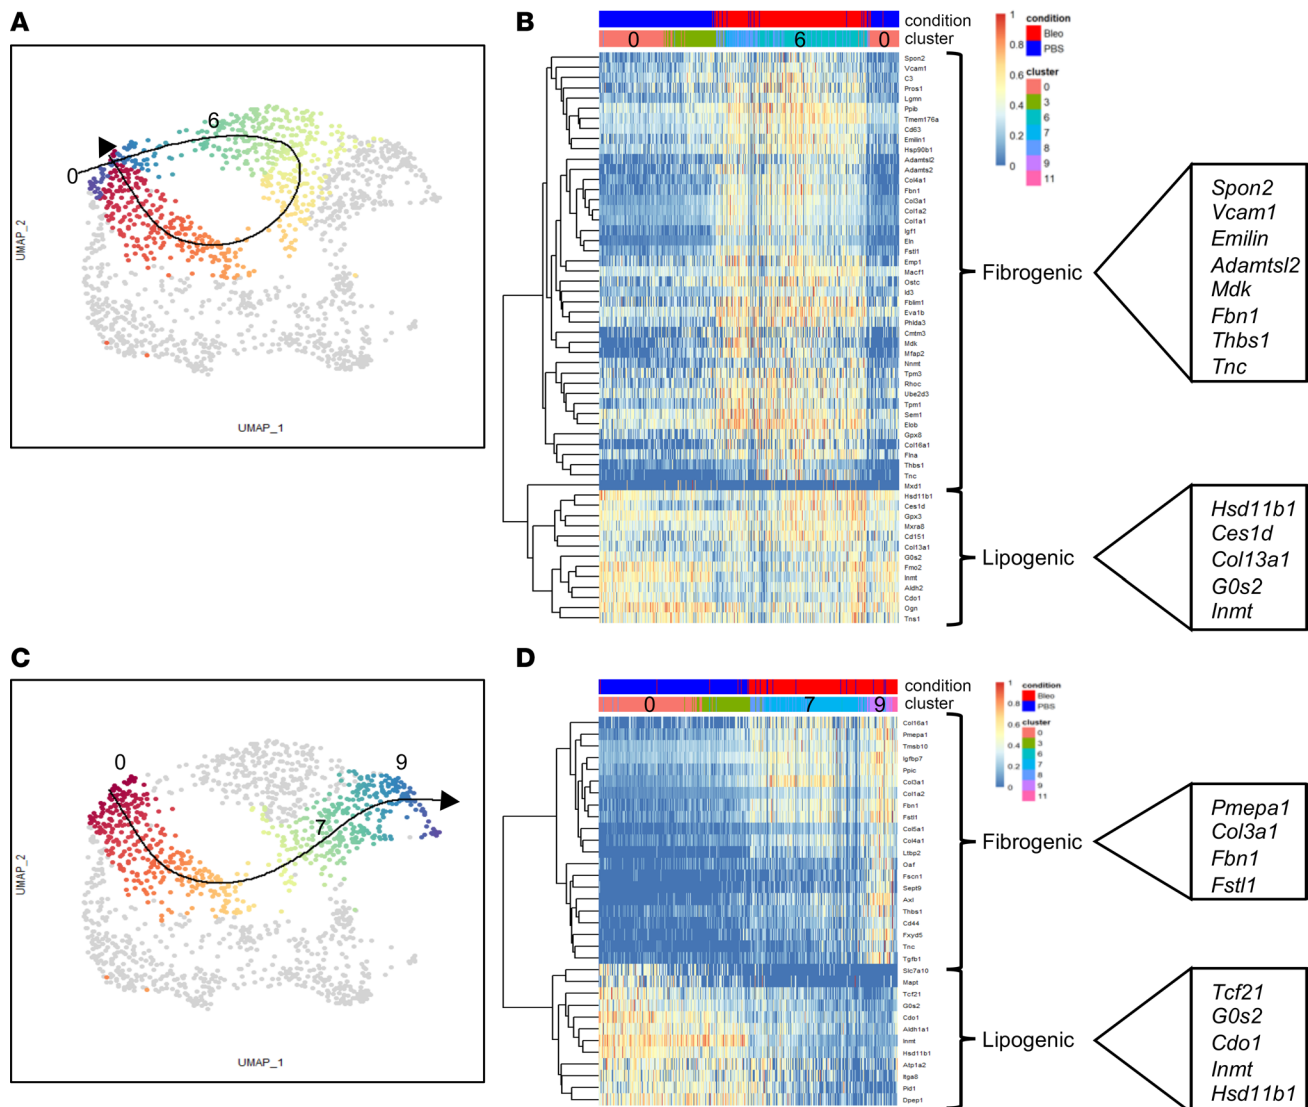 A
6
0
UMAP_2
UMAP_1
B
condition
cluster
0
6
0
Spon2
Vcam1
C3
Pros1
Lgmn
Ppib
Tmem176a
Cd63
Emilin1
Hsp90b1
Adamtsl2
Adamts2
Col4a1
Fbn1
Col3a1
Col1a2
Col1a1
Igf1
Eln
Fstl1
Emp1
Macf1
Ostc
Id3
Fblim1
Eva1b
Phlda3
Cmtm3
Mdk
Mfap2
Nnmt
Tpm3
Rhoc
Ube2d3
Tpm1
Sem1
Elob
Gpx8
Col16a1
Flna
Thbs1
Tnc
Mxd1
Hsd11b1
Ces1d
Gpx3
Mxra8
Cd151
Col13a1
G0s2
Fmo2
Inmt
Aldh2
Cdo1
Ogn
Tns1
1
0.8
0.6
0.4
0.2
0
condition
Bleo
PBS
cluster
0
3
6
7
8
9
11
Fibrogenic
Spon2
Vcam1
Emilin
Adamtsl2
Mdk
Fbn1
Thbs1
Tnc
Lipogenic
Hsd11b1
Ces1d
Col13a1
G0s2
Inmt
C
0
9
7
UMAP_2
UMAP_1
D
condition
cluster
0
7
9
Col16a1
Pmepa1
Tmsb10
Igfbp7
Ppic
Col3a1
Col1a2
Fbn1
Fstl1
Col5a1
Col4a1
Ltbp2
Oaf
Fscn1
Sept9
Axl
Thbs1
Cd44
Fxyd5
Tnc
Tgfb1
Slc7a10
Mapt
Tcf21
G0s2
Cdo1
Aldh1a1
Inmt
Hsd11b1
Atp1a2
Itga8
Pid1
Dpep1
1
0.8
0.6
0.4
0.2
0
condition
Bleo
PBS
cluster
0
3
6
7
8
9
11
Fibrogenic
Pmepa1
Col3a1
Fbn1
Fstl1
Lipogenic
Tcf21
G0s2
Cdo1
Inmt
Hsd11b1